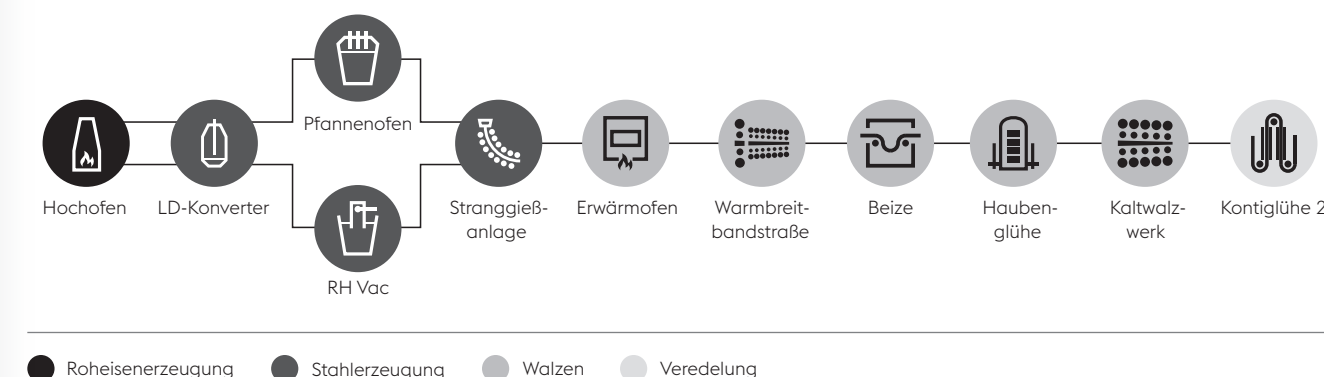 Pfannenofen
Hochofen
LD-Konverter
Stranggieß-
anlage
Erwärmofen
Warmbreit-
bandstraße
Beize
Hauben-
glühe
Kaltwalz-
werk
Kontiglühe 2
RH Vac
Roheisenerzeugung
Stahlerzeugung
Walzen
Veredelung